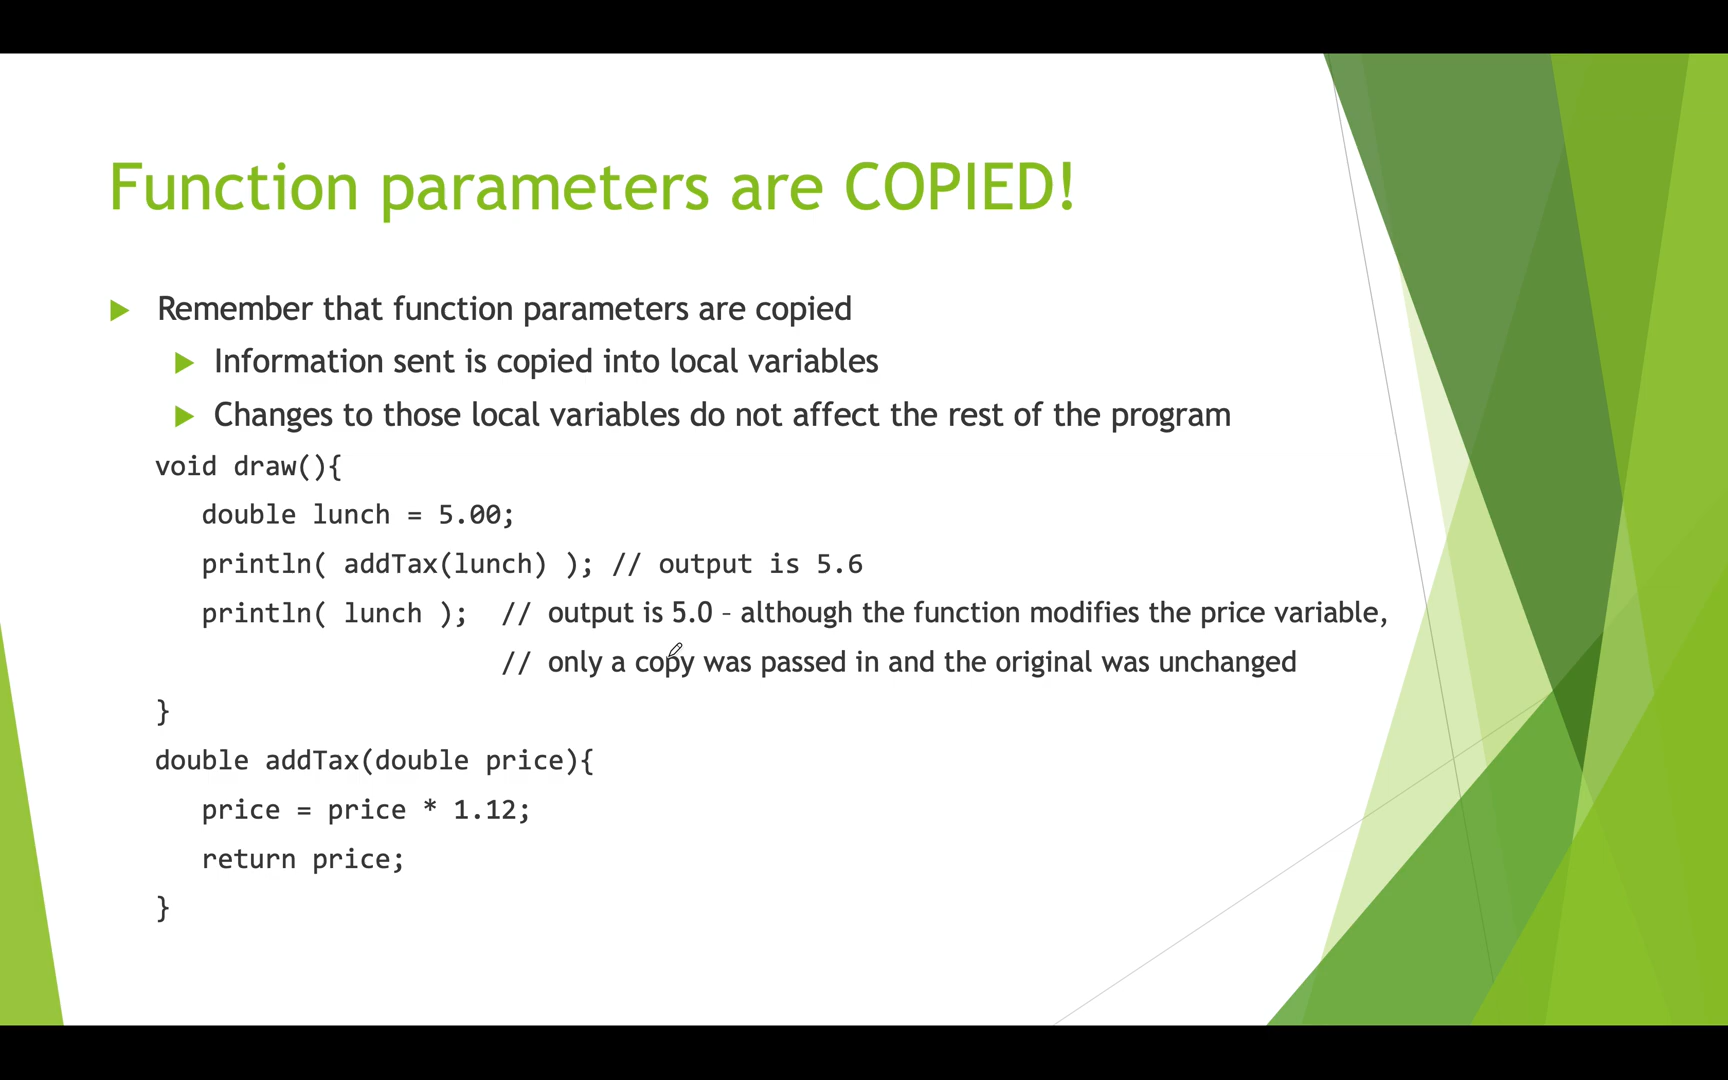 Function parameters are COPIED!
Remember that function parameters are copied
Information sent is copied into local variables
Changes to those local variables do not affect the rest of the program
void draw(){
double lunch = 5.00;
println( addTax(lunch) ); // output is 5.6
println( lunch ); // output is 5.0 – although the function modifies the price variable,
// only a copy was passed in and the original was unchanged
}
double addTax(double price){
price = price * 1.12;
return price;
}